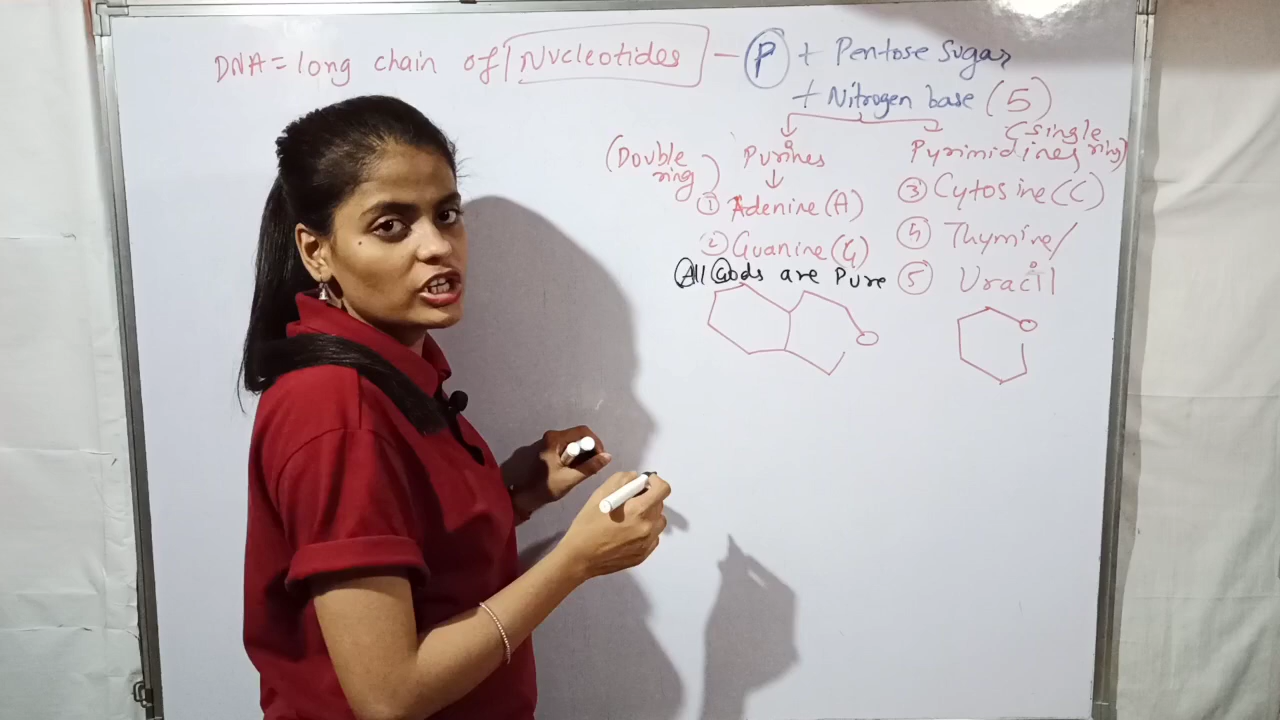 DNA = long chain of Nucleotides — P + Pentose Sugar
+ Nitrogen base (5)
(Double ring)
Purines
① Adenine (A)
② Guanine (G)
All Gods are Pure
Pyrimidines (single ring)
③ Cytosine (C)
④ Thymine/
⑤ Uracil